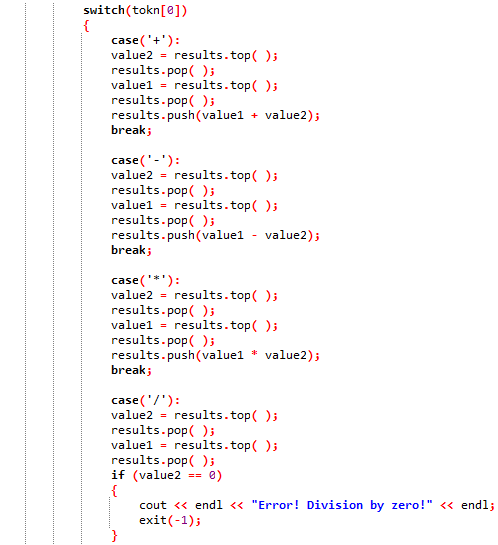 switch(tokn[0])
{
case('+'):
value2 = results.top( );
results.pop( );
value1 = results.top( );
results.pop( );
results.push(value1 + value2);
break;
case('-'):
value2 = results.top( );
results.pop( );
value1 = results.top( );
results.pop( );
results.push(value1 - value2);
break;
case('*'):
value2 = results.top( );
results.pop( );
value1 = results.top( );
results.pop( );
results.push(value1 * value2);
break;
case('/'):
value2 = results.top( );
results.pop( );
value1 = results.top( );
results.pop( );
if (value2 == 0)
{
cout << endl << "Error! Division by zero!" << endl;
exit(-1);
}